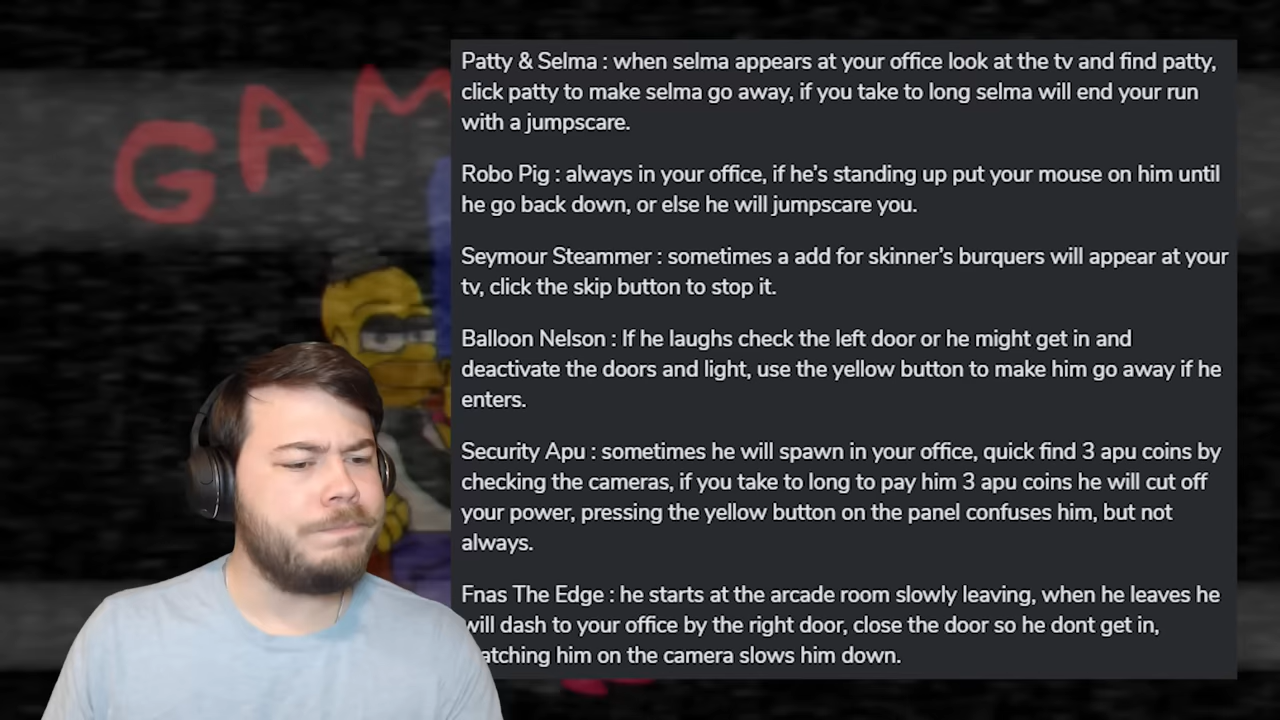 GAM
Patty & Selma : when selma appears at your office look at the tv and find patty,
click patty to make selma go away, if you take to long selma will end your run
with a jumpscare.
Robo Pig : always in your office, if he's standing up put your mouse on him until
he go back down, or else he will jumpscare you.
Seymour Steammer : sometimes a add for skinner's burquers will appear at your
tv, click the skip button to stop it.
Balloon Nelson : If he laughs check the left door or he might get in and
deactivate the doors and light, use the yellow button to make him go away if he
enters.
Security Apu : sometimes he will spawn in your office, quick find 3 apu coins by
checking the cameras, if you take to long to pay him 3 apu coins he will cut off
your power, pressing the yellow button on the panel confuses him, but not
always.
Fnas The Edge : he starts at the arcade room slowly leaving, when he leaves he
will dash to your office by the right door, close the door so he dont get in,
atching him on the camera slows him down.